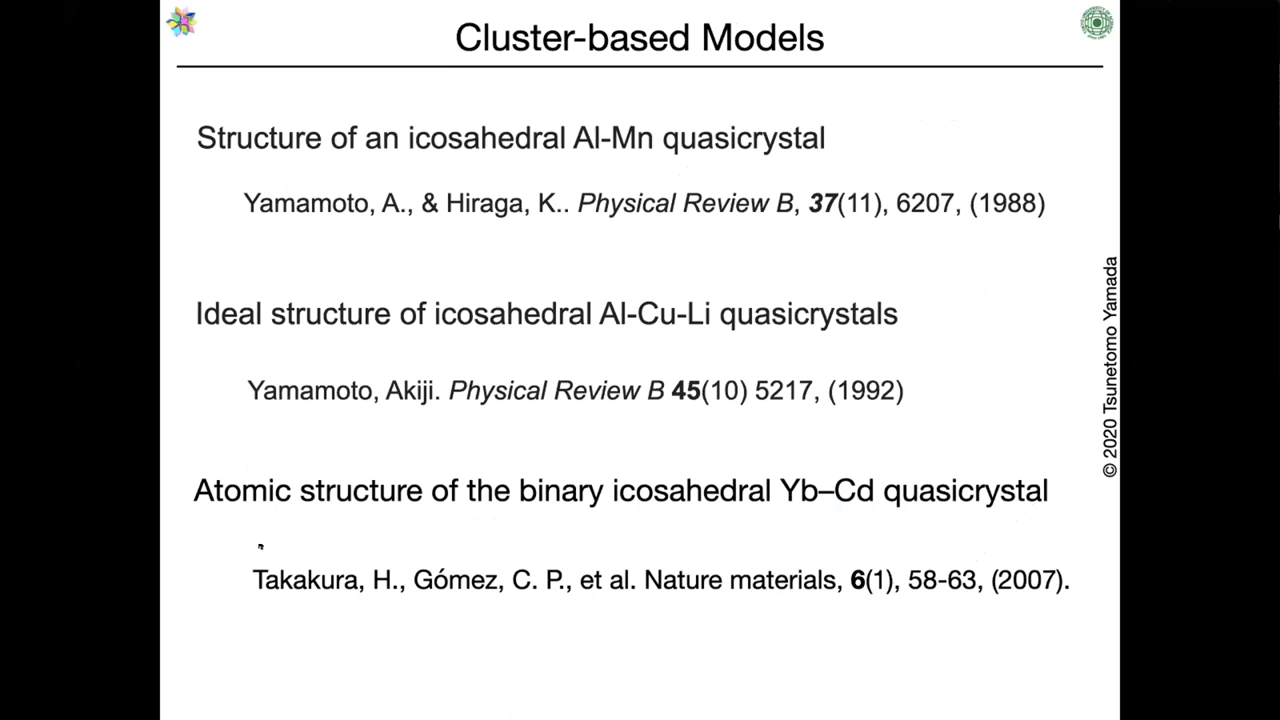 Cluster-based Models
Structure of an icosahedral Al-Mn quasicrystal
Yamamoto, A., & Hiraga, K.. Physical Review B, 37(11), 6207, (1988)
Ideal structure of icosahedral Al-Cu-Li quasicrystals
Yamamoto, Akiji. Physical Review B 45(10) 5217, (1992)
Atomic structure of the binary icosahedral Yb–Cd quasicrystal
Takakura, H., Gómez, C. P., et al. Nature materials, 6(1), 58-63, (2007).
© 2020 Tsunetomo Yamada